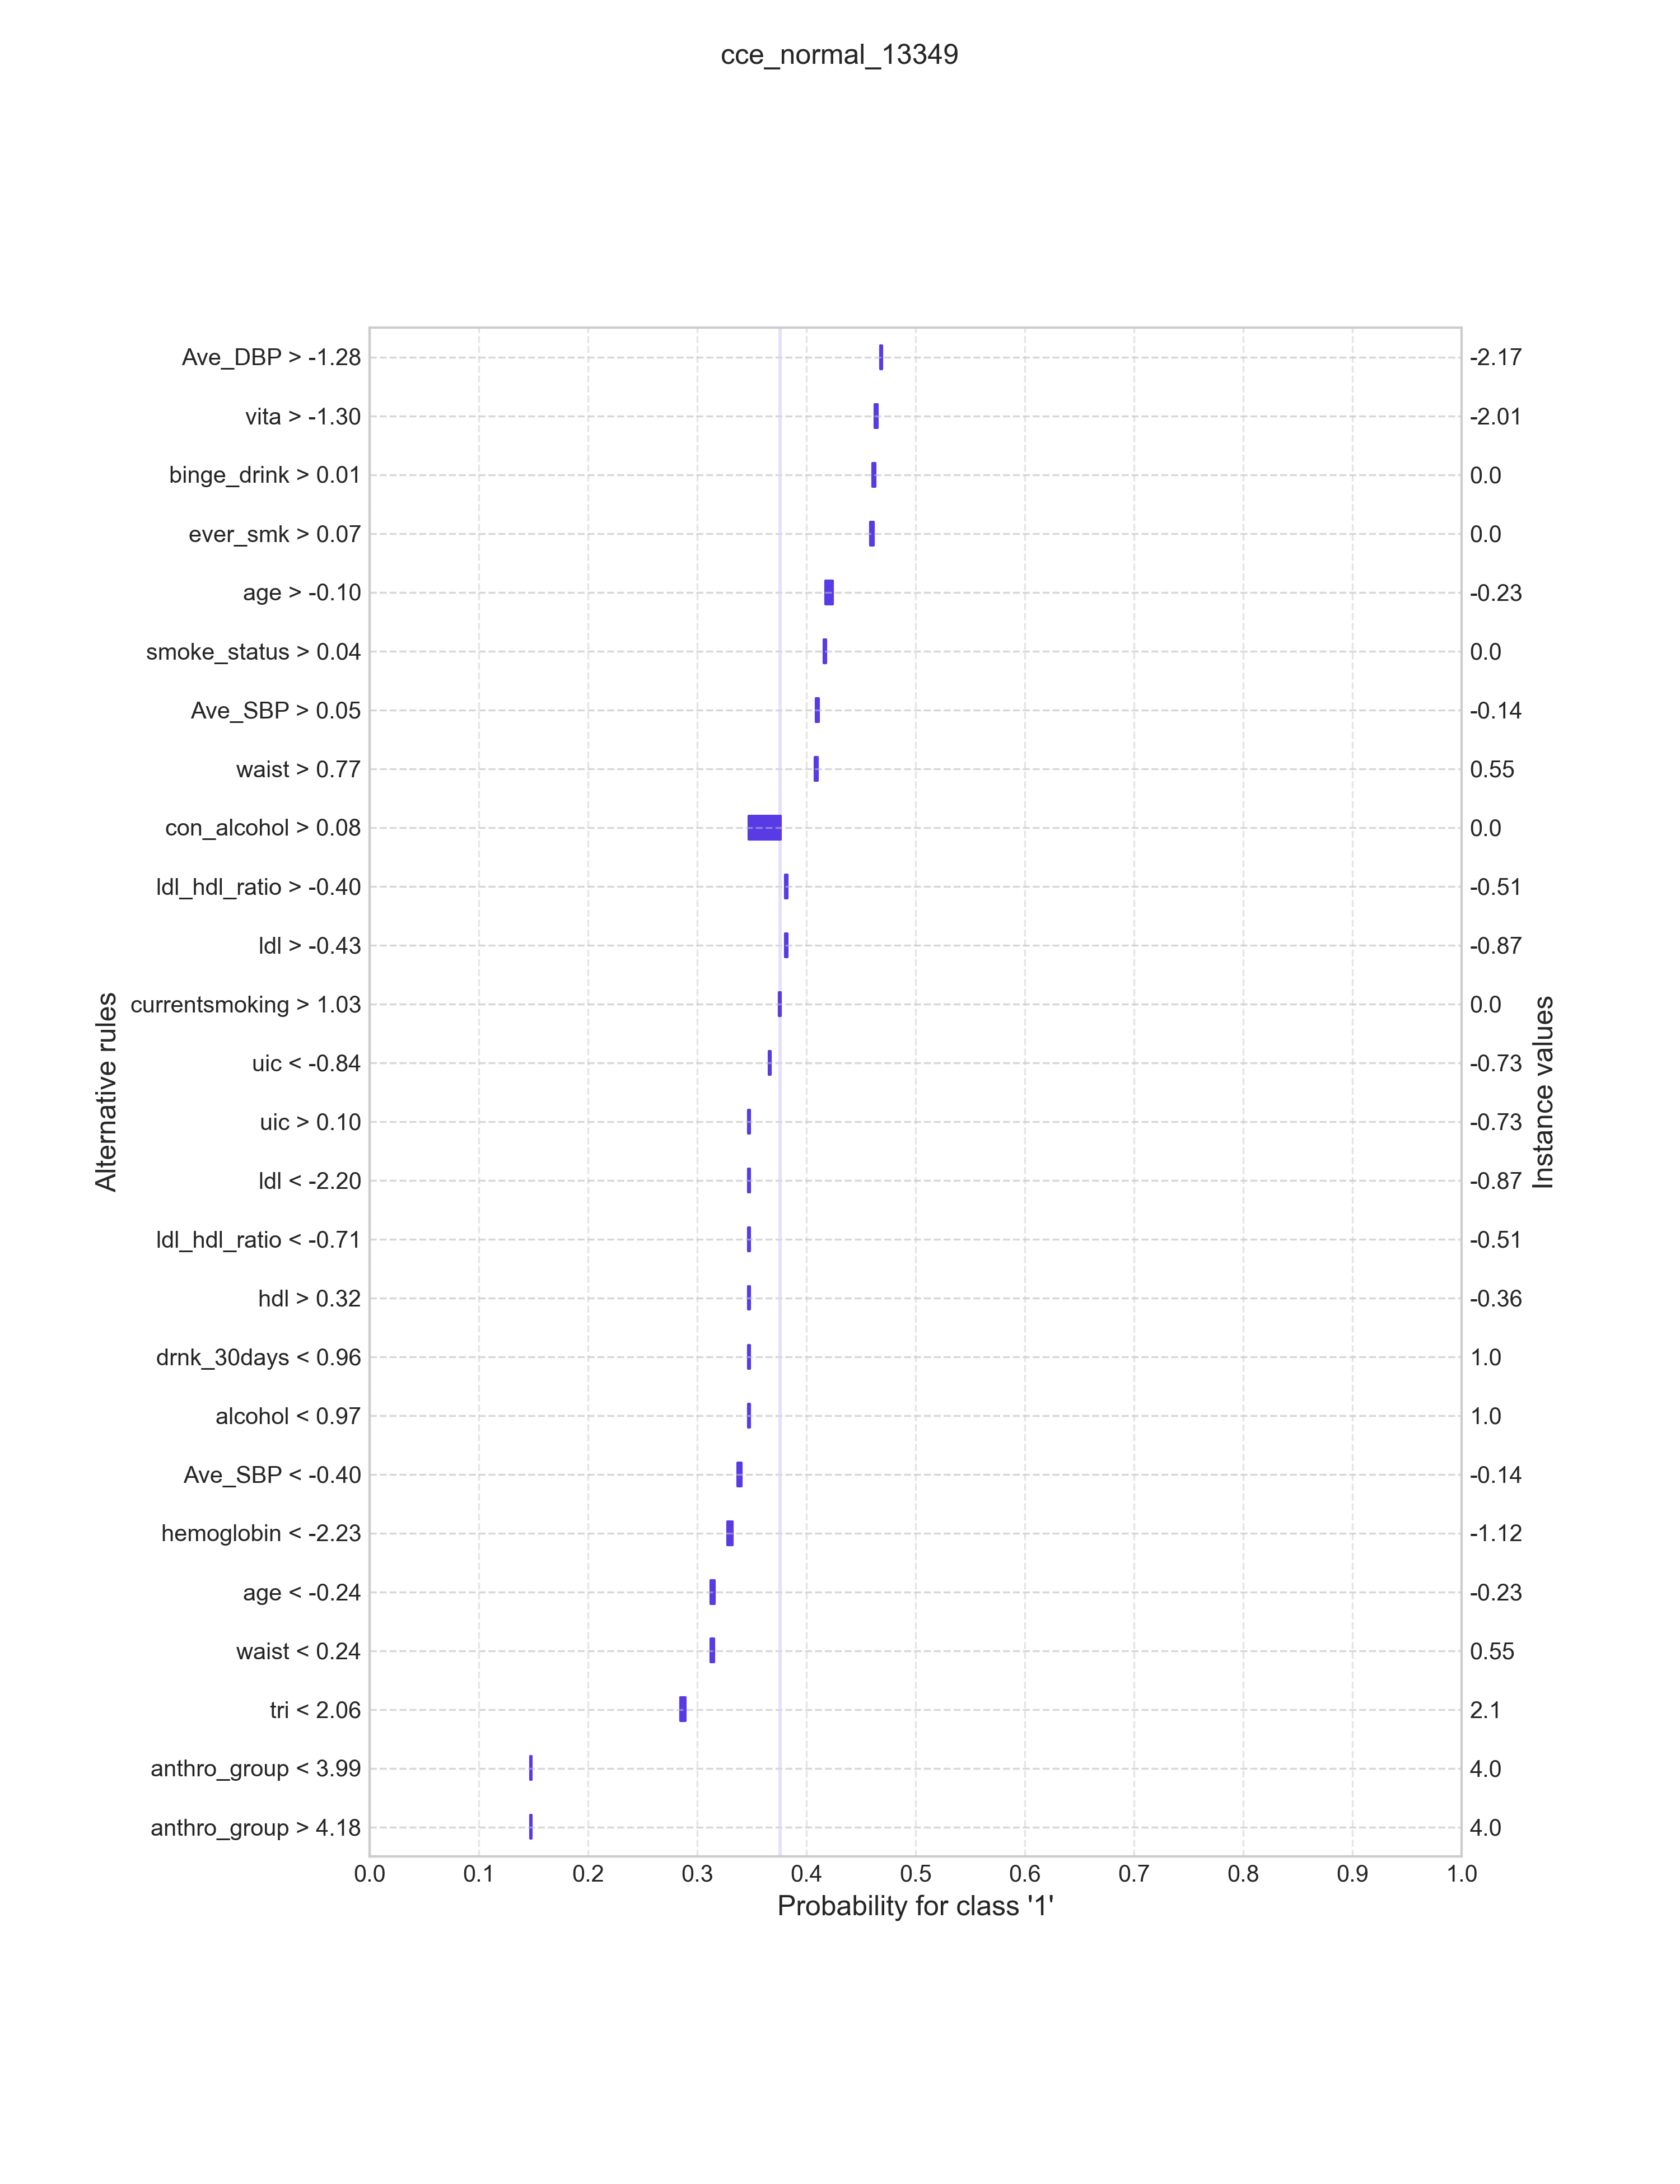 cce_normal_13349
Ave_DBP > -1.28 -2.17
vita > -1.30 -2.01
binge_drink > 0.01 0.0
ever_smk > 0.07 0.0
age > -0.10 -0.23
smoke_status > 0.04 0.0
Ave_SBP > 0.05 -0.14
waist > 0.77 0.55
con_alcohol > 0.08 0.0
ldl_hdl_ratio > -0.40 -0.51
ldl > -0.43 -0.87
currentsmoking > 1.03 0.0
uic < -0.84 -0.73
uic > 0.10 -0.73
ldl < -2.20 -0.87
ldl_hdl_ratio < -0.71 -0.51
hdl > 0.32 -0.36
drnk_30days < 0.96 1.0
alcohol < 0.97 1.0
Ave_SBP < -0.40 -0.14
hemoglobin < -2.23 -1.12
age < -0.24 -0.23
waist < 0.24 0.55
tri < 2.06 2.1
anthro_group < 3.99 4.0
anthro_group > 4.18 4.0
Alternative rules
Instance values
0.0 0.1 0.2 0.3 0.4 0.5 0.6 0.7 0.8 0.9 1.0
Probability for class '1'